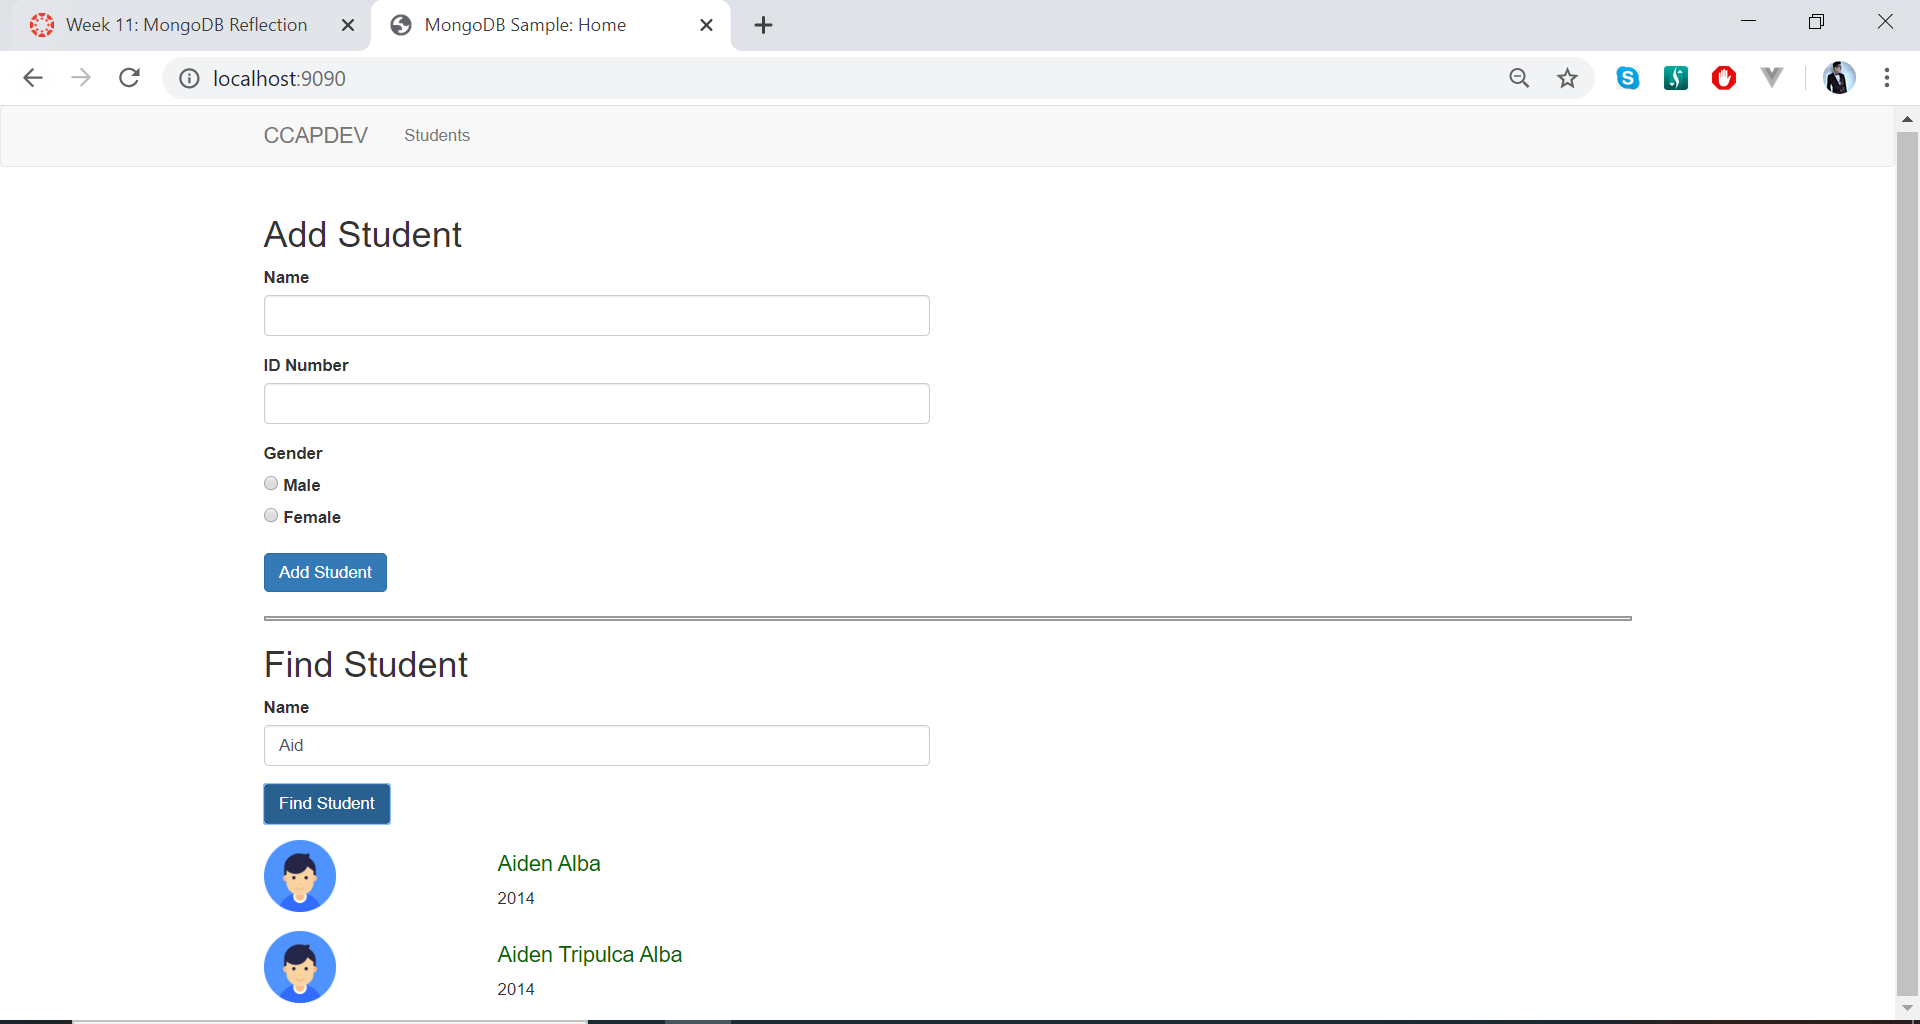 Week 11: MongoDB Reflection
MongoDB Sample: Home
localhost:9090
CCAPDEV
Students
Add Student
Name
ID Number
Gender
Male
Female
Add Student
Find Student
Name
Aid
Find Student
Aiden Alba
2014
Aiden Tripulca Alba
2014